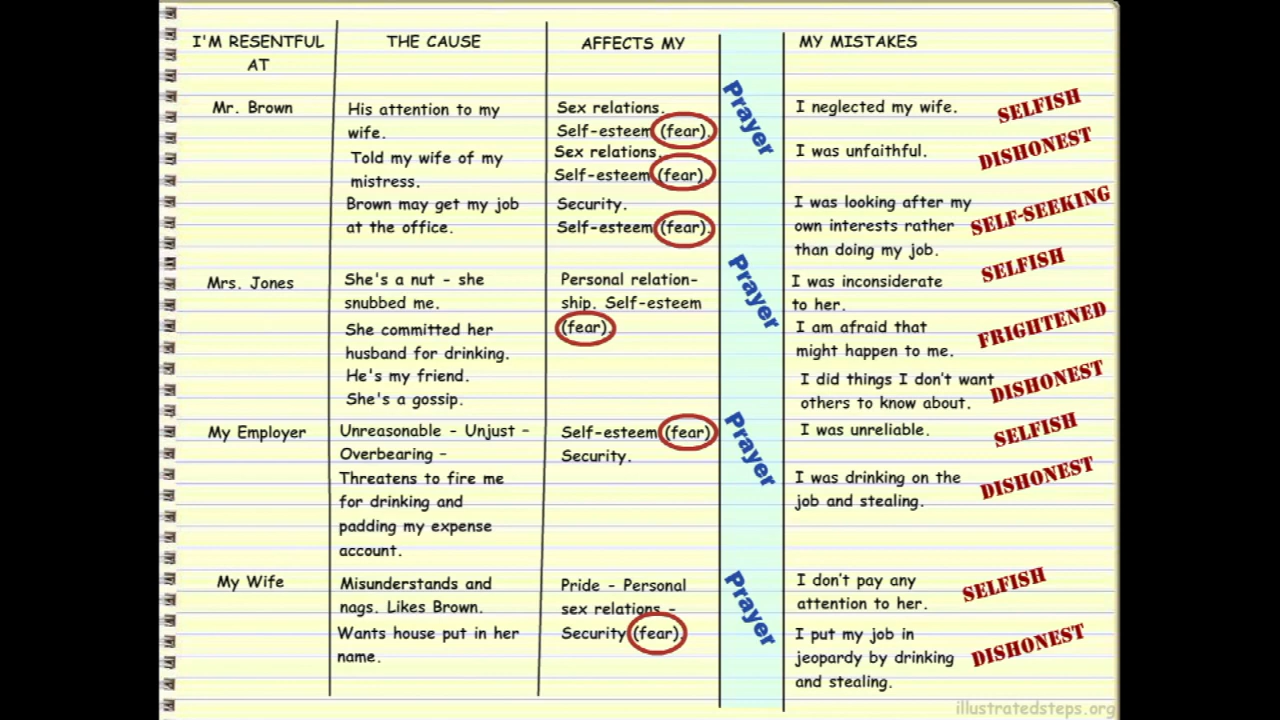 I'M RESENTFUL
AT
THE CAUSE
AFFECTS MY
MY MISTAKES
Mr. Brown
His attention to my
wife.
Told my wife of my
mistress.
Brown may get my job
at the office.
Sex relations.
Self-esteem (fear).
Sex relations.
Self-esteem (fear).
Security.
Self-esteem (fear).
Prayer
I neglected my wife.
SELFISH
I was unfaithful.
DISHONEST
I was looking after my
own interests rather
than doing my job.
SELF-SEEKING
Mrs. Jones
She's a nut - she
snubbed me.
She committed her
husband for drinking.
He's my friend.
She's a gossip.
Personal relation-
ship. Self-esteem
(fear).
Prayer
I was inconsiderate
to her.
SELFISH
I am afraid that
might happen to me.
FRIGHTENED
I did things I don't want
others to know about.
DISHONEST
My Employer
Unreasonable - Unjust -
Overbearing -
Threatens to fire me
for drinking and
padding my expense
account.
Self-esteem (fear)
Security.
Prayer
I was unreliable.
SELFISH
I was drinking on the
job and stealing.
DISHONEST
My Wife
Misunderstands and
nags. Likes Brown.
Wants house put in her
name.
Pride - Personal
sex relations -
Security (fear).
Prayer
I don't pay any
attention to her.
SELFISH
I put my job in
jeopardy by drinking
and stealing.
DISHONEST
illustratedsteps.org